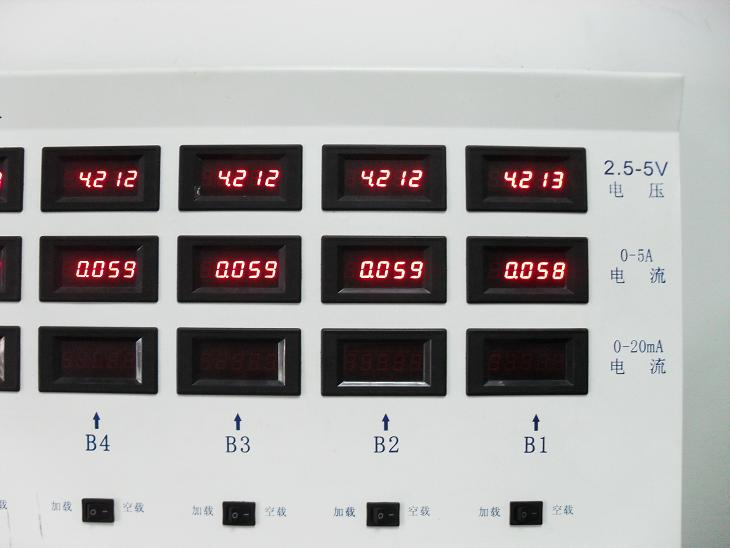 4.212 4.212 4.212 4.213 2.5-5V
电 压
0.059 0.059 0.059 0.058 0-5A
电 流
0-20mA
电 流
B4 B3 B2 B1
加载 空载 加载 空载 加载 空载 加载 空载